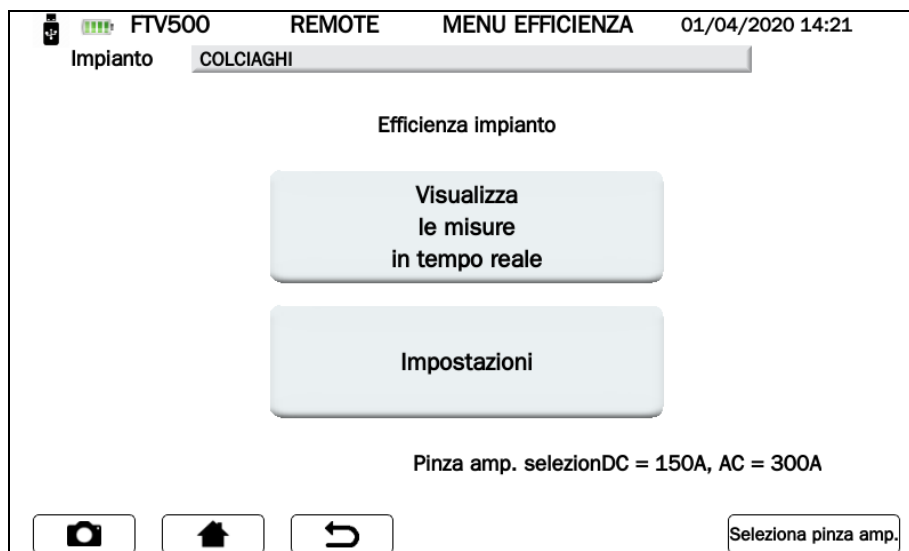 FTV500 REMOTE MENU EFFICIENZA 01/04/2020 14:21
Impianto COLCIAGHI
Efficienza impianto
Visualizza
le misure
in tempo reale
Impostazioni
Pinza amp. selezionDC = 150A, AC = 300A
Seleziona pinza amp.